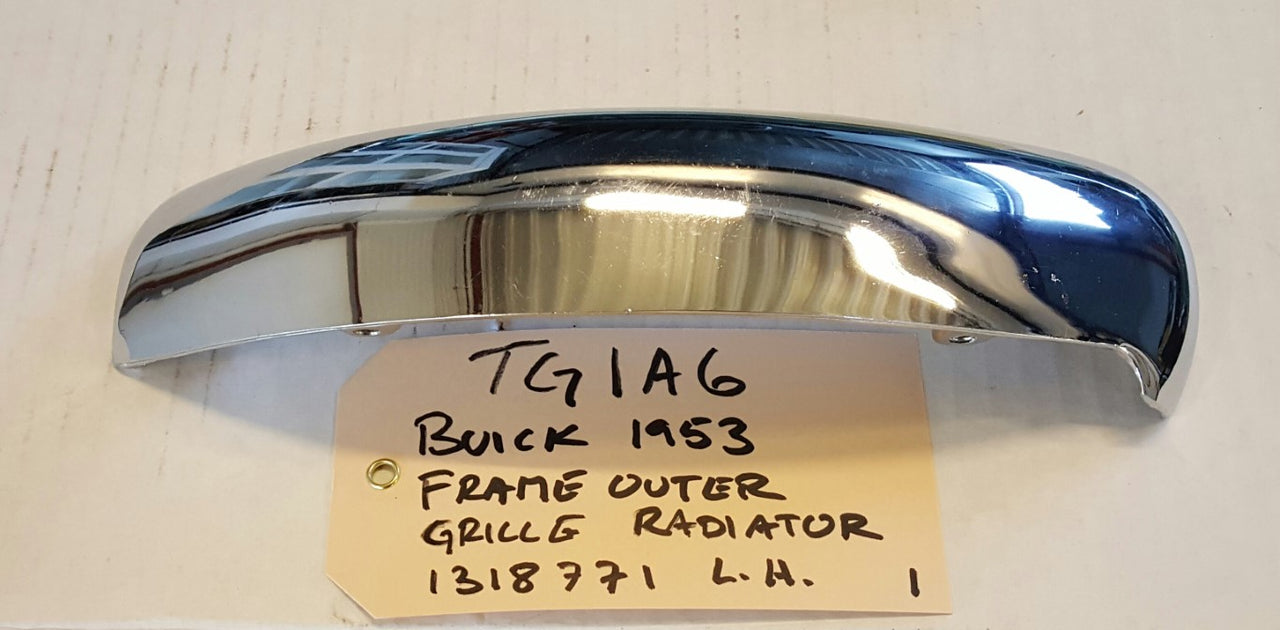 TG1A6
BUICK 1953
FRAME OUTER
GRILLE RADIATOR
1318771 L.H. 1